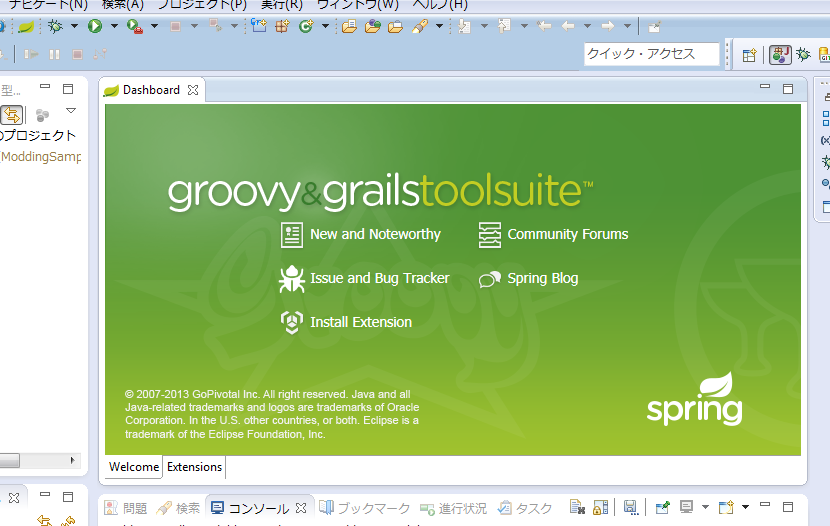 ナビゲート(N) 検索(A) プロジェクト(P) 実行(R) ウィンドウ(W) ヘルプ(H)
クイック・アクセス
型...
Dashboard
のプロジェクト
[ModdingSamp
groovy&grailstoolsuite™
New and Noteworthy
Community Forums
Issue and Bug Tracker
Spring Blog
Install Extension
© 2007-2013 GoPivotal Inc. All rights reserved. Java and all
Java-related trademarks and logos are trademarks of Oracle
Corporation. In the U.S. other countries, or both. Eclipse is a
trademark of the Eclipse Foundation, Inc.
spring
Welcome Extensions
問題 検索 コンソール ブックマーク 進行状況 タスク